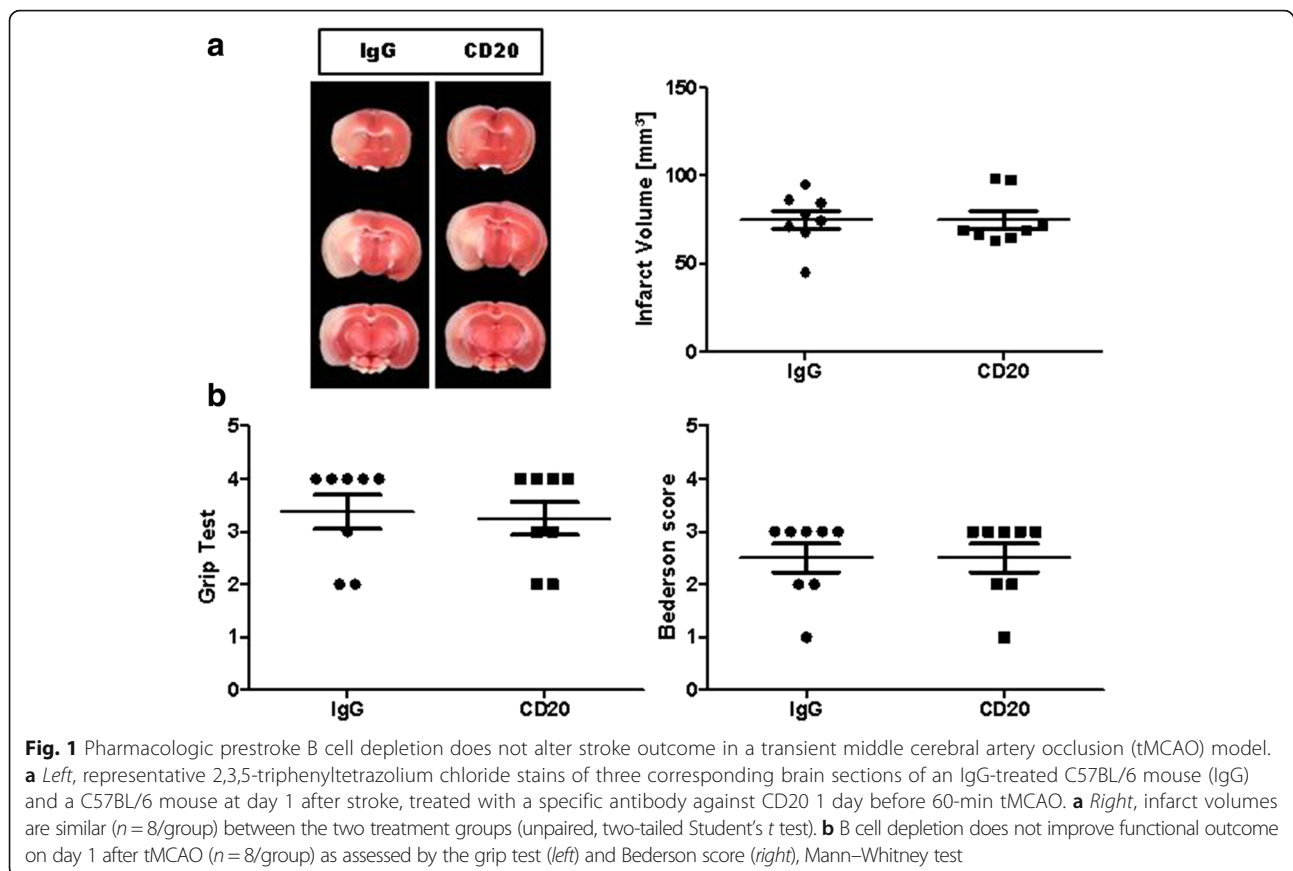 a
IgG CD20
Infarct Volume [mm³]
150
100
50
0
IgG CD20
b
Grip Test
5
4
3
2
1
0
IgG CD20
Bederson score
5
4
3
2
1
0
IgG CD20
Fig. 1 Pharmacologic prestroke B cell depletion does not alter stroke outcome in a transient middle cerebral artery occlusion (tMCAO) model.
a Left, representative 2,3,5-triphenyltetrazolium chloride stains of three corresponding brain sections of an IgG-treated C57BL/6 mouse (IgG)
and a C57BL/6 mouse at day 1 after stroke, treated with a specific antibody against CD20 1 day before 60-min tMCAO. a Right, infarct volumes
are similar (n = 8/group) between the two treatment groups (unpaired, two-tailed Student's t test). b B cell depletion does not improve functional outcome
on day 1 after tMCAO (n = 8/group) as assessed by the grip test (left) and Bederson score (right), Mann–Whitney test